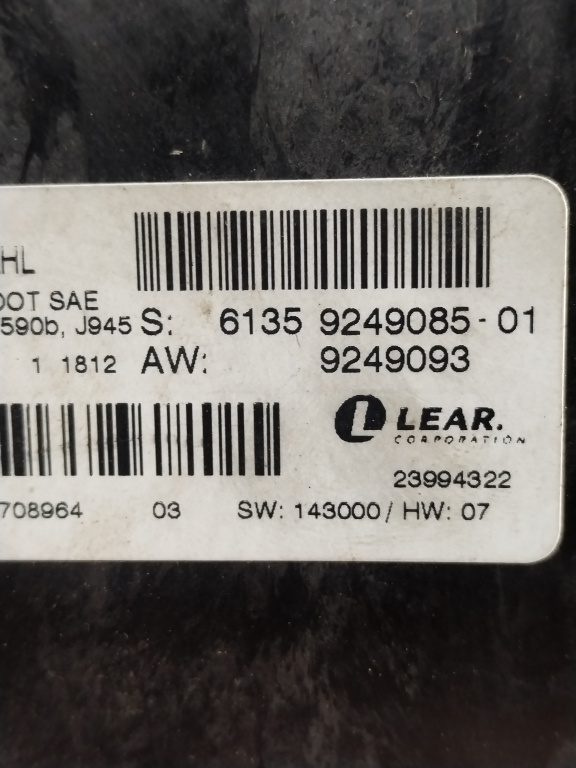 HL
DOT SAE
590b, J945 S: 6135 9249085-01
1 1812 AW: 9249093
LEAR.
CORPORATION
23994322
708964 03 SW: 143000/ HW: 07